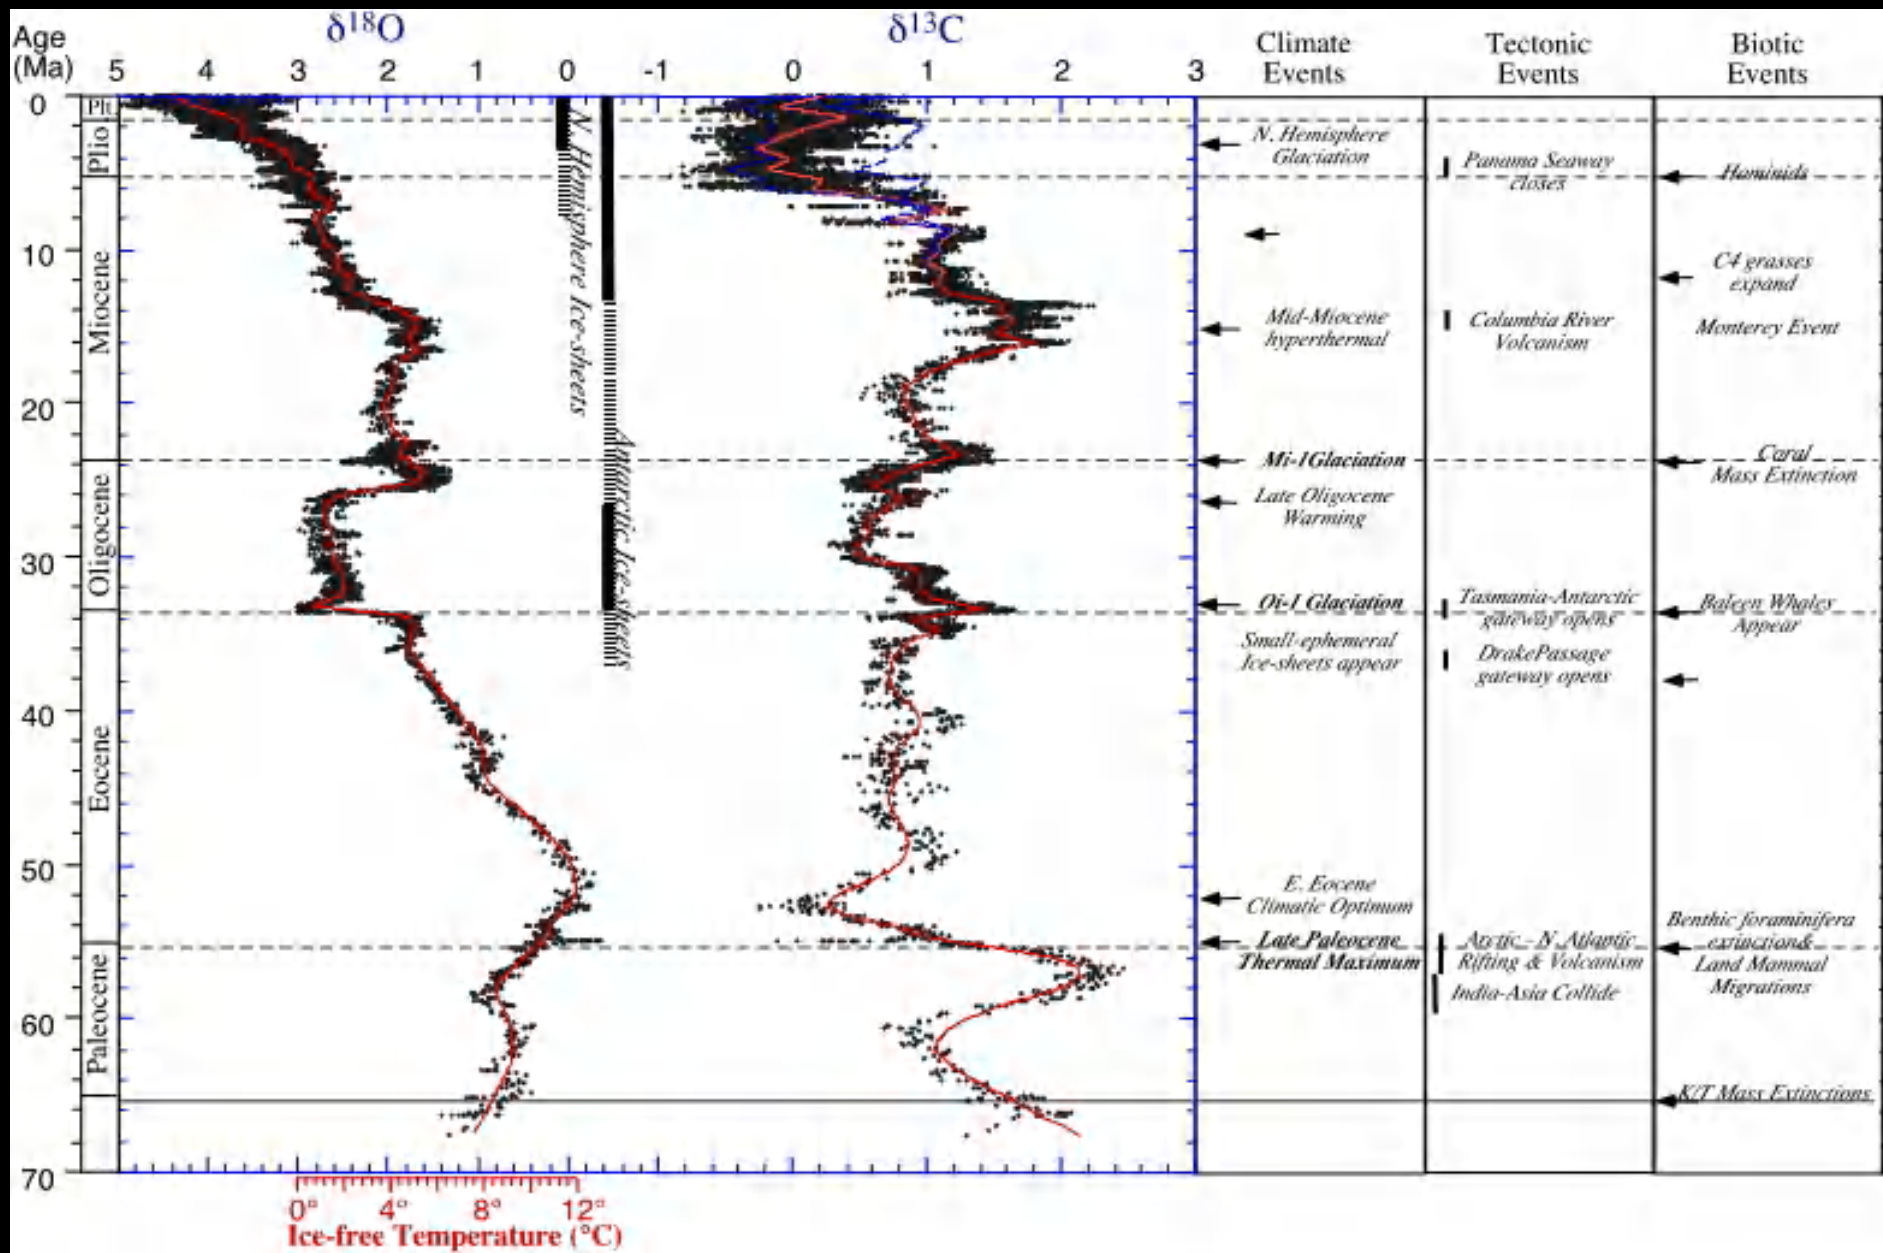 δ18O
δ13C
Age
(Ma)
5 4 3 2 1 0 -1 0 1 2 3
Climate
Events
Tectonic
Events
Biotic
Events
0
10
20
30
40
50
60
70
Plt
Plio
Miocene
Oligocene
Eocene
Paleocene
N. Hemisphere Ice-sheets
Antarctic Ice-sheets
N. Hemisphere
Glaciation
Mid-Miocene
hyperthermal
Mi-1Glaciation
Late Oligocene
Warming
Oi-1 Glaciation
Small-ephemeral
Ice-sheets appear
E. Eocene
Climatic Optimum
Late Paleocene
Thermal Maximum
Panama Seaway
closes
Columbia River
Volcanism
Tasmania-Antarctic
gateway opens
DrakePassage
gateway opens
Arctic - N. Atlantic
Rifting & Volcanism
India-Asia Collide
Hominids
C4 grasses
expand
Monterey Event
Coral
Mass Extinction
Baleen Whales
Appear
Benthic foraminifera
extinction&
Land Mammal
Migrations
K/T Mass Extinctions
0° 4° 8° 12°
Ice-free Temperature (°C)